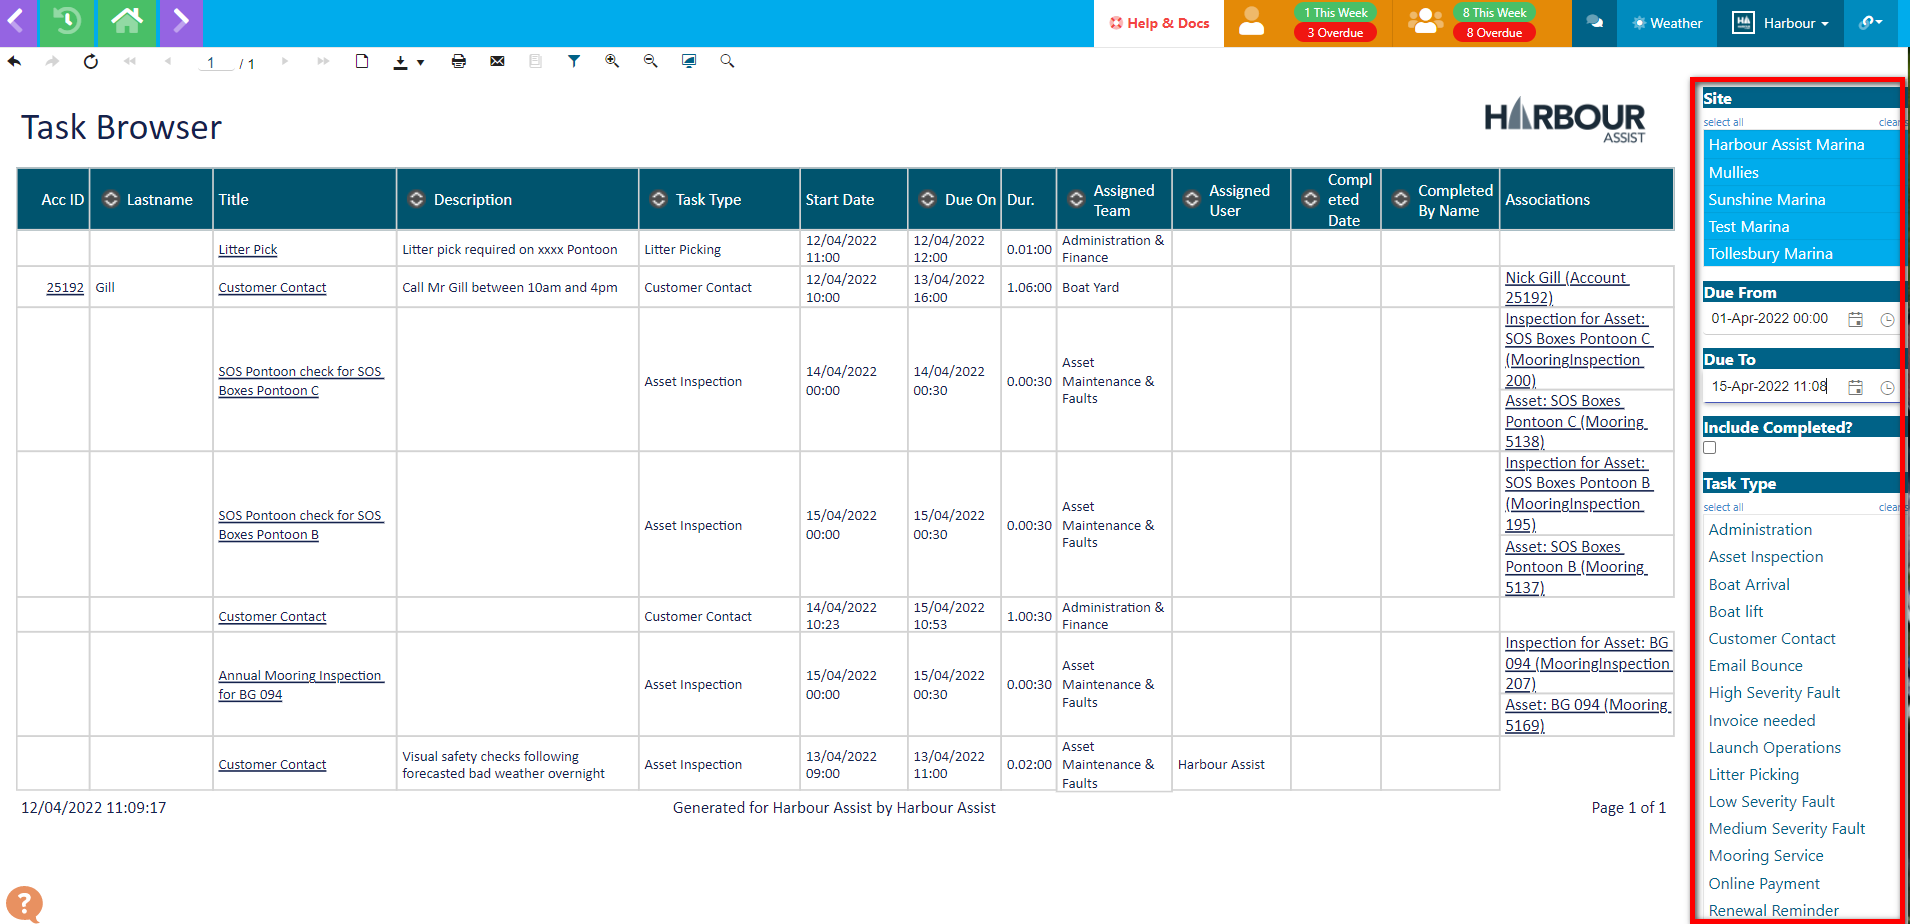 Help & Docs
1 This Week
3 Overdue
8 This Week
8 Overdue
Weather
Harbour
1 / 1
Task Browser
HARBOUR
ASSIST
Acc ID Lastname Title Description Task Type Start Date Due On Dur. Assigned Team Assigned User Compl eted Date Completed By Name Associations
Litter Pick Litter pick required on xxxx Pontoon Litter Picking 12/04/2022 11:00 12/04/2022 12:00 0.01:00 Administration & Finance
25192 Gill Customer Contact Call Mr Gill between 10am and 4pm Customer Contact 12/04/2022 10:00 13/04/2022 16:00 1.06:00 Boat Yard Nick Gill (Account 25192)
SOS Pontoon check for SOS Boxes Pontoon C Asset Inspection 14/04/2022 00:00 14/04/2022 00:30 0.00:30 Asset Maintenance & Faults Inspection for Asset: SOS Boxes Pontoon C (MooringInspection 200)
Asset: SOS Boxes Pontoon C (Mooring 5138)
SOS Pontoon check for SOS Boxes Pontoon B Asset Inspection 15/04/2022 00:00 15/04/2022 00:30 0.00:30 Asset Maintenance & Faults Inspection for Asset: SOS Boxes Pontoon B (MooringInspection 195)
Asset: SOS Boxes Pontoon B (Mooring 5137)
Customer Contact Customer Contact 14/04/2022 10:23 15/04/2022 10:53 1.00:30 Administration & Finance
Annual Mooring Inspection for BG 094 Asset Inspection 15/04/2022 00:00 15/04/2022 00:30 0.00:30 Asset Maintenance & Faults Inspection for Asset: BG 094 (MooringInspection 207)
Asset: BG 094 (Mooring 5169)
Customer Contact Visual safety checks following forecasted bad weather overnight Asset Inspection 13/04/2022 09:00 13/04/2022 11:00 0.02:00 Asset Maintenance & Faults Harbour Assist
12/04/2022 11:09:17 Generated for Harbour Assist by Harbour Assist Page 1 of 1
Site
select all clear s
Harbour Assist Marina
Mullies
Sunshine Marina
Test Marina
Tollesbury Marina
Due From
01-Apr-2022 00:00
Due To
15-Apr-2022 11:08
Include Completed?
Task Type
select all clear s
Administration
Asset Inspection
Boat Arrival
Boat lift
Customer Contact
Email Bounce
High Severity Fault
Invoice needed
Launch Operations
Litter Picking
Low Severity Fault
Medium Severity Fault
Mooring Service
Online Payment
Renewal Reminder
?